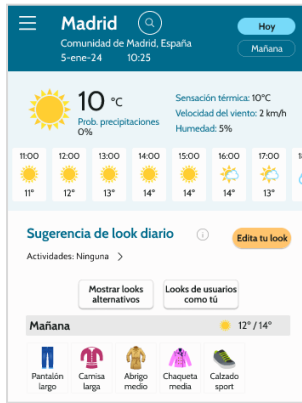 Madrid
Comunidad de Madrid, España
5-ene-24 10:25
Hoy
Mañana
10 °C
Prob. precipitaciones
0%
Sensación térmica: 10°C
Velocidad del viento: 2 km/h
Humedad: 5%
11:00 12:00 13:00 14:00 15:00 16:00 17:00
11° 12° 13° 14° 14° 14° 13°
Sugerencia de look diario
Edita tu look
Actividades: Ninguna
Mostrar looks
alternativos
Looks de usuarios
como tú
Mañana 12° / 14°
Pantalón
largo
Camisa
larga
Abrigo
medio
Chaqueta
media
Calzado
sport